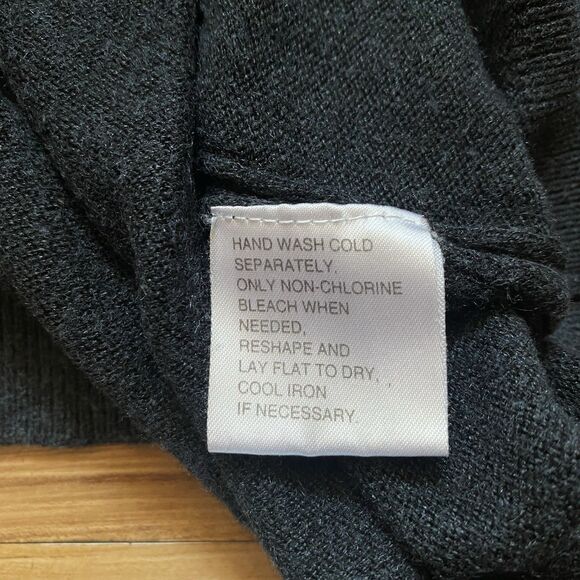 HAND WASH COLD
SEPARATELY.
ONLY NON-CHLORINE
BLEACH WHEN
NEEDED,
RESHAPE AND
LAY FLAT TO DRY, ,
COOL IRON
IF NECESSARY.